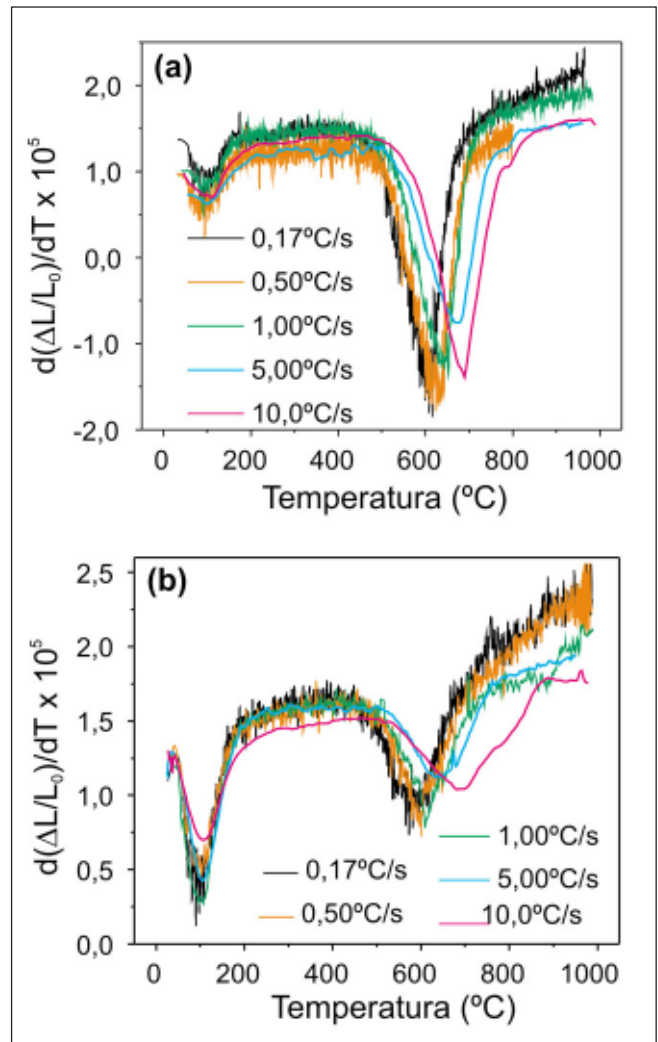 (a)
d(ΔL/L₀)/dT x 10⁵
2,0
1,0
0,0
-1,0
-2,0
0,17ºC/s
0,50ºC/s
1,00ºC/s
5,00ºC/s
10,0ºC/s
0 200 400 600 800 1000
Temperatura (ºC)
(b)
d(ΔL/L₀)/dT x 10⁵
2,5
2,0
1,5
1,0
0,5
0,0
0,17ºC/s
0,50ºC/s
1,00ºC/s
5,00ºC/s
10,0ºC/s
0 200 400 600 800 1000
Temperatura (ºC)